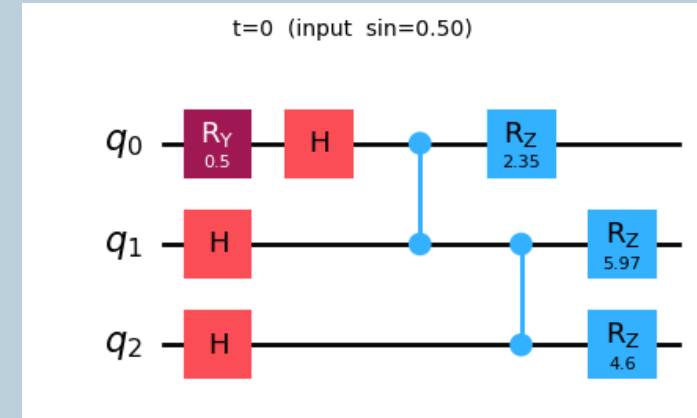 t=0 (input sin=0.50)
q0 RY 0.5 H RZ 2.35
q1 H RZ 5.97
q2 H RZ 4.6